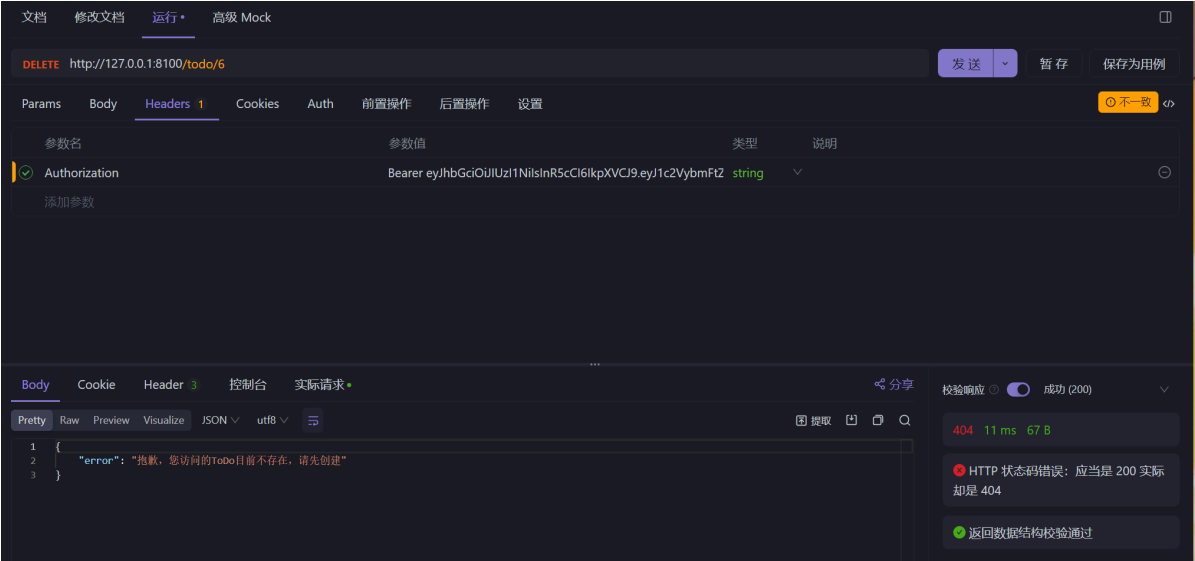 文档 修改文档 运行 高级 Mock
DELETE http://127.0.0.1:8100/todo/6 发 送 暂 存 保存为用例
Params Body Headers 1 Cookies Auth 前置操作 后置操作 设置 不一致
参数名 参数值 类型 说明
Authorization Bearer eyJhbGciOiJIUzI1NiIsInR5cCI6IkpXVCJ9.eyJ1c2VybmFtZ string
添加参数
Body Cookie Header 3 控制台 实际请求 分享 校验响应 成功 (200)
Pretty Raw Preview Visualize JSON utf8 提取
404 11 ms 67 B
1 {
2 "error": "抱歉，您访问的ToDo目前不存在，请先创建"
3 }
HTTP 状态码错误：应当是 200 实际
却是 404
返回数据结构校验通过